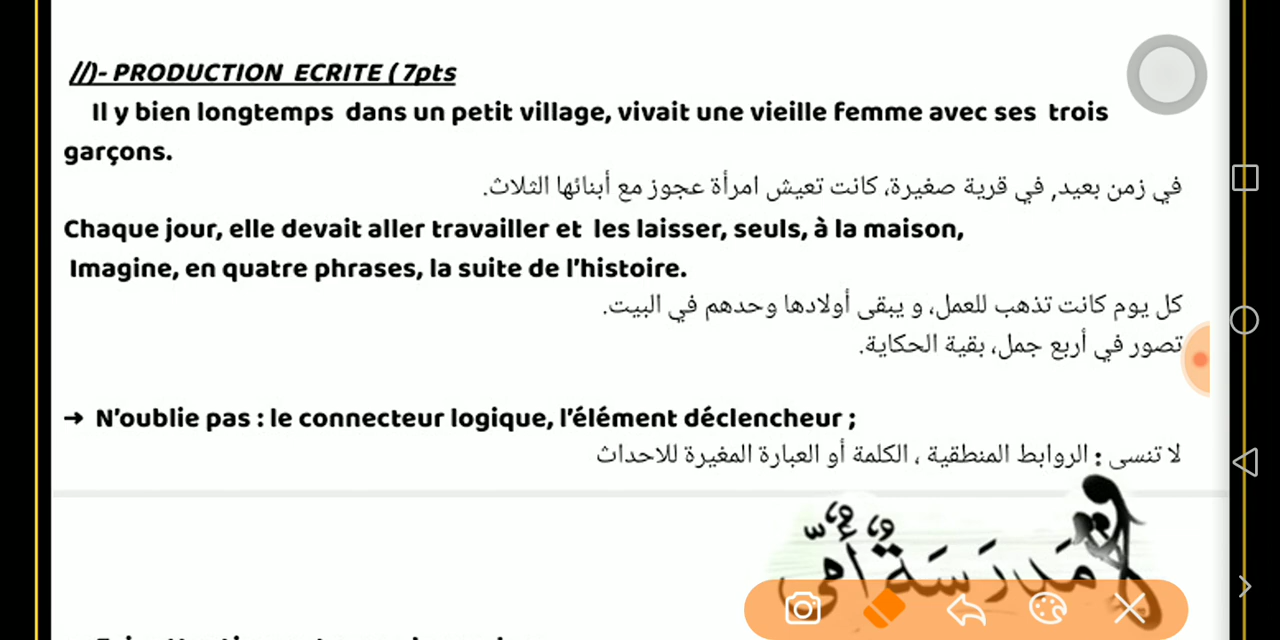 //)- PRODUCTION ECRITE ( 7pts
Il y bien longtemps dans un petit village, vivait une vieille femme avec ses trois
garçons.
في زمن بعيد, في قرية صغيرة، كانت تعيش امرأة عجوز مع أبنائها الثلاث.
Chaque jour, elle devait aller travailler et les laisser, seuls, à la maison,
Imagine, en quatre phrases, la suite de l’histoire.
كل يوم كانت تذهب للعمل، و يبقى أولادها وحدهم في البيت.
تصور في أربع جمل، بقية الحكاية.
→ N’oublie pas : le connecteur logique, l’élément déclencheur ;
لا تنسى : الروابط المنطقية ، الكلمة أو العبارة المغيرة للاحداث
مَدرَسَةُ أُمّي